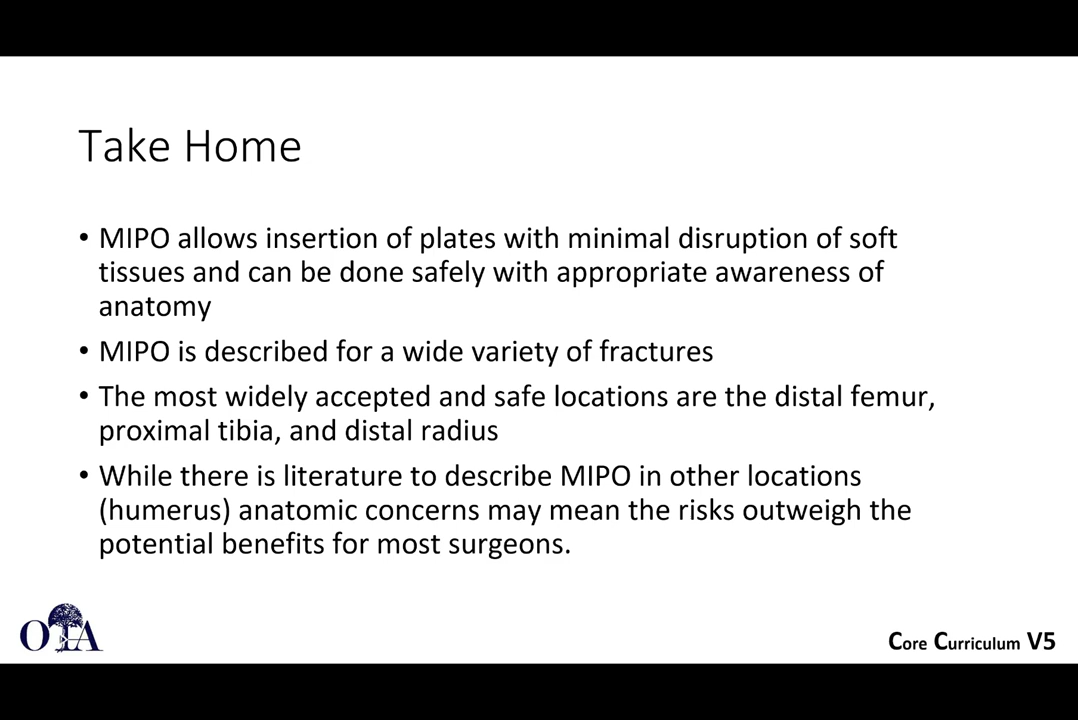 Take Home
• MIPO allows insertion of plates with minimal disruption of soft
tissues and can be done safely with appropriate awareness of
anatomy
• MIPO is described for a wide variety of fractures
• The most widely accepted and safe locations are the distal femur,
proximal tibia, and distal radius
• While there is literature to describe MIPO in other locations
(humerus) anatomic concerns may mean the risks outweigh the
potential benefits for most surgeons.
OTA
Core Curriculum V5